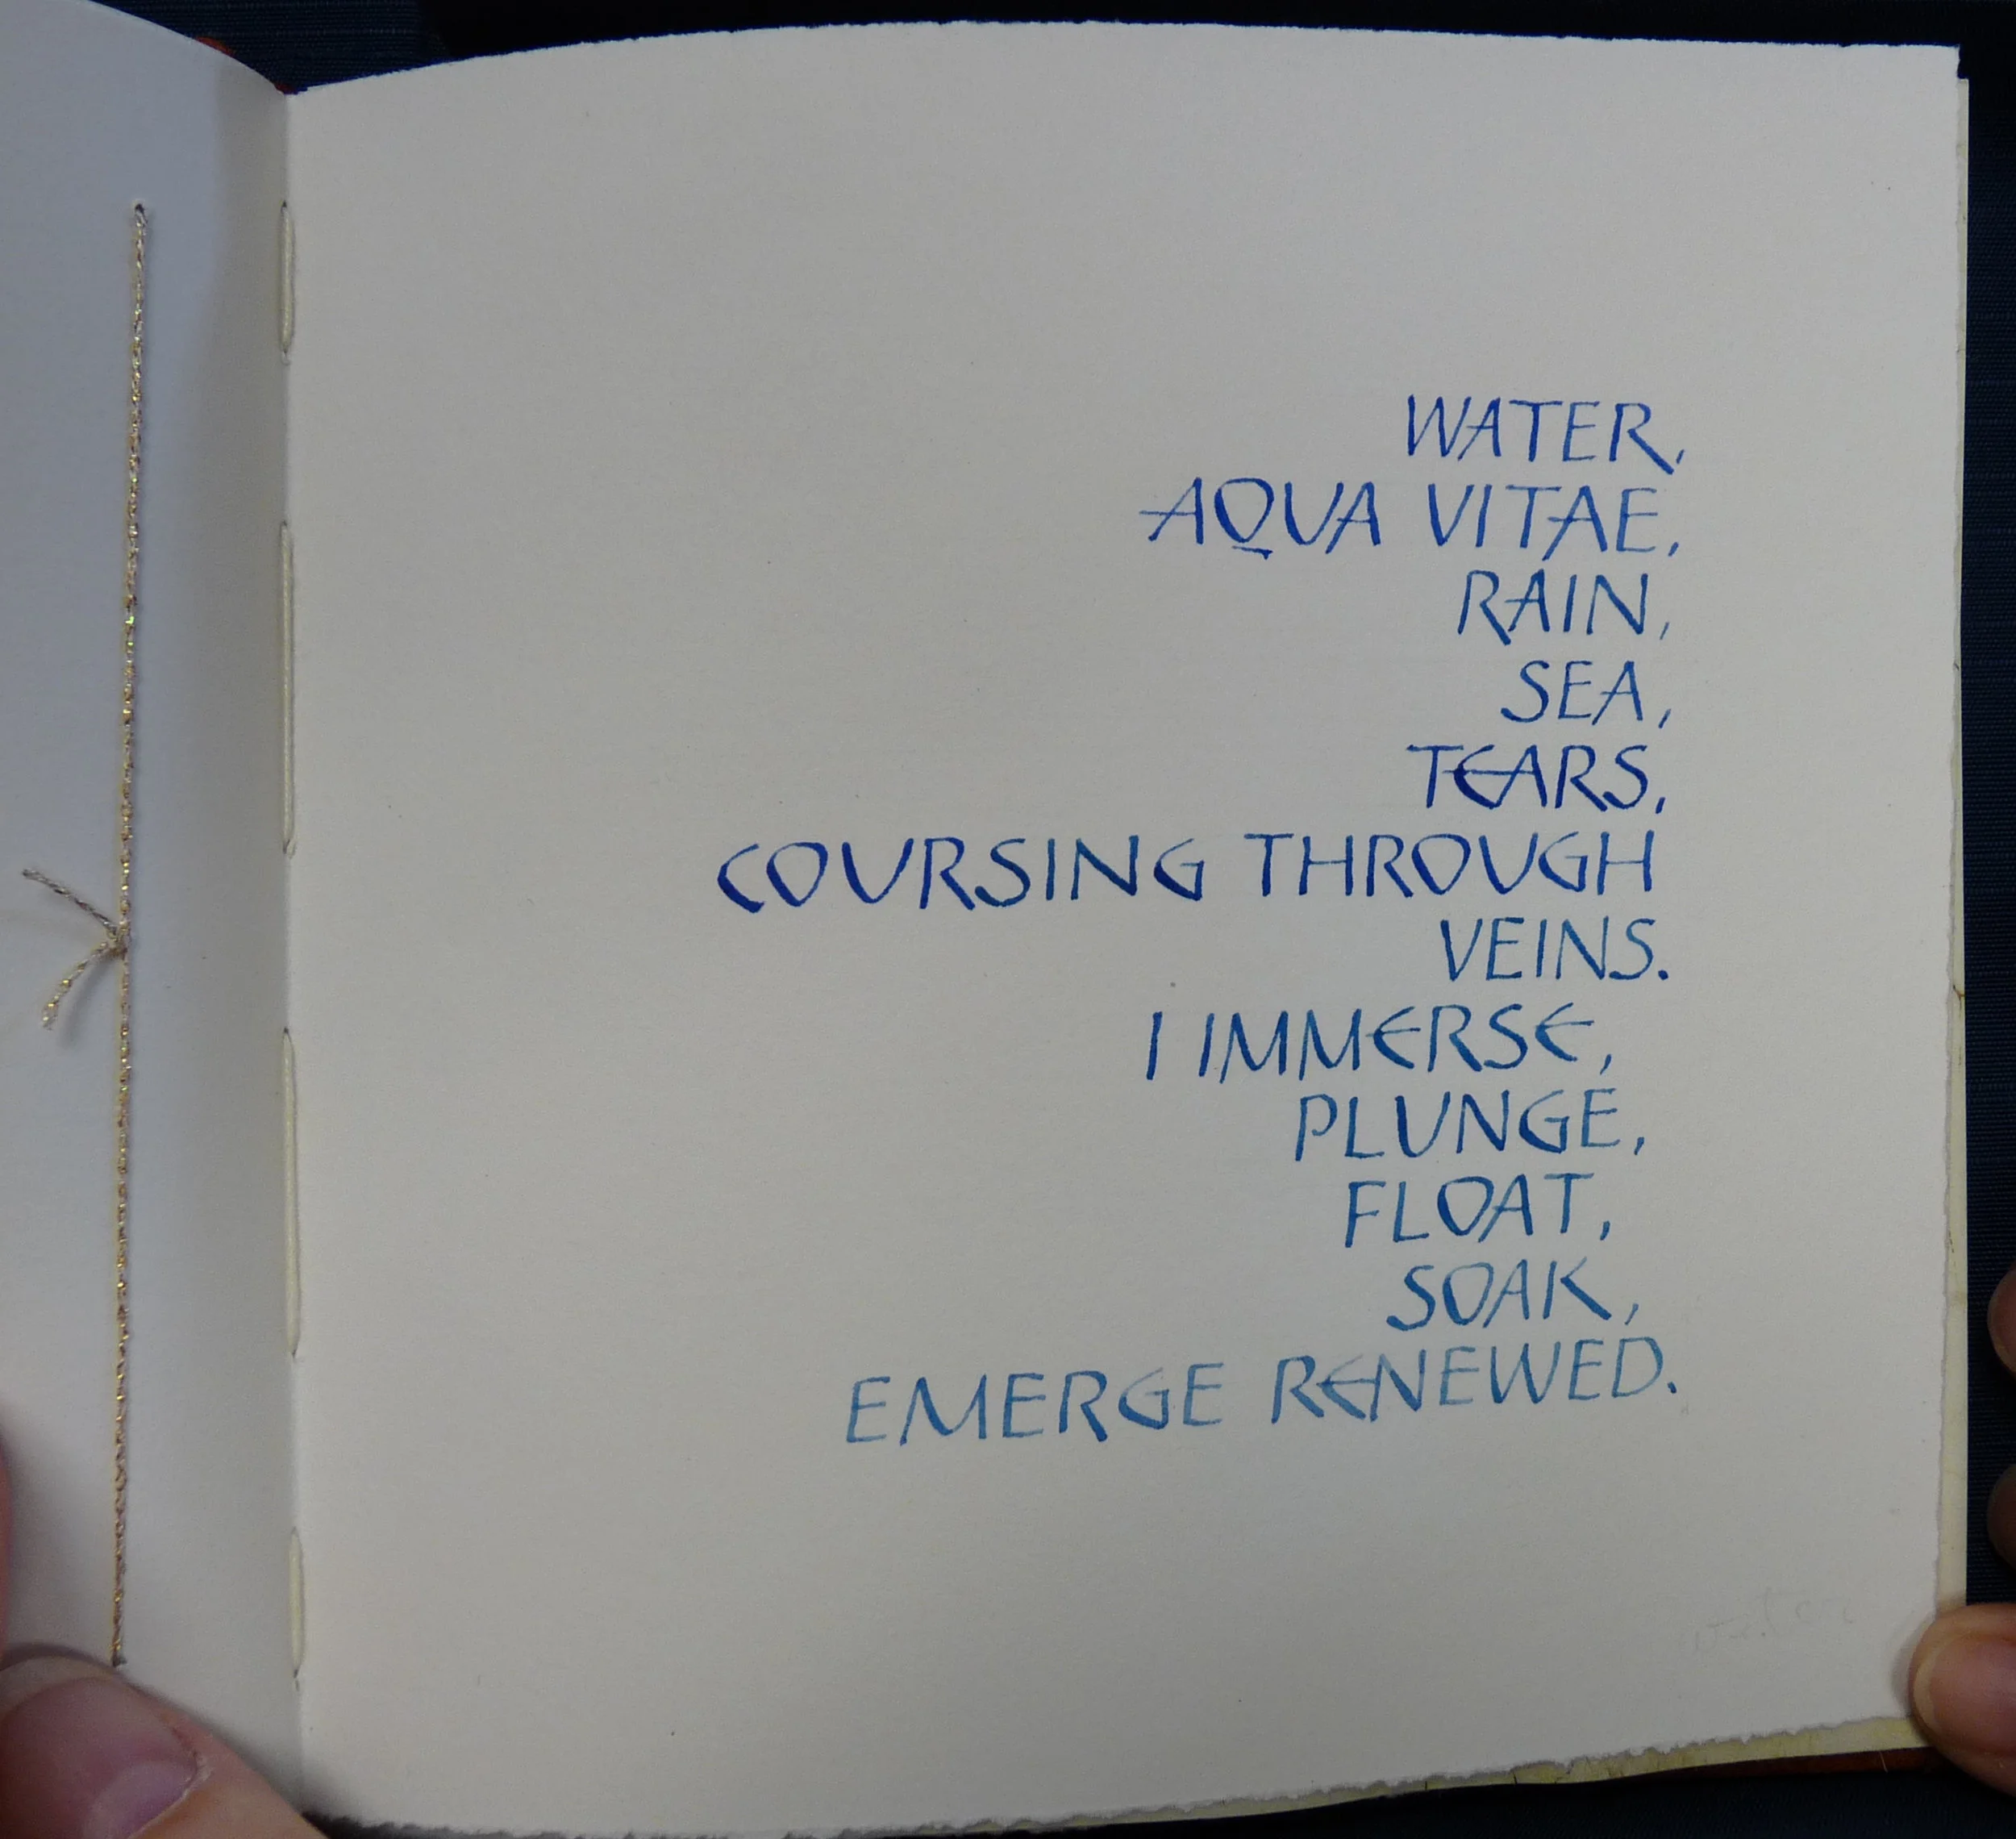 WATER,
AQUA VITAE,
RAIN,
SEA,
TEARS,
COURSING THROUGH
VEINS.
I IMMERSE,
PLUNGE,
FLOAT,
SOAK,
EMERGE RENEWED.